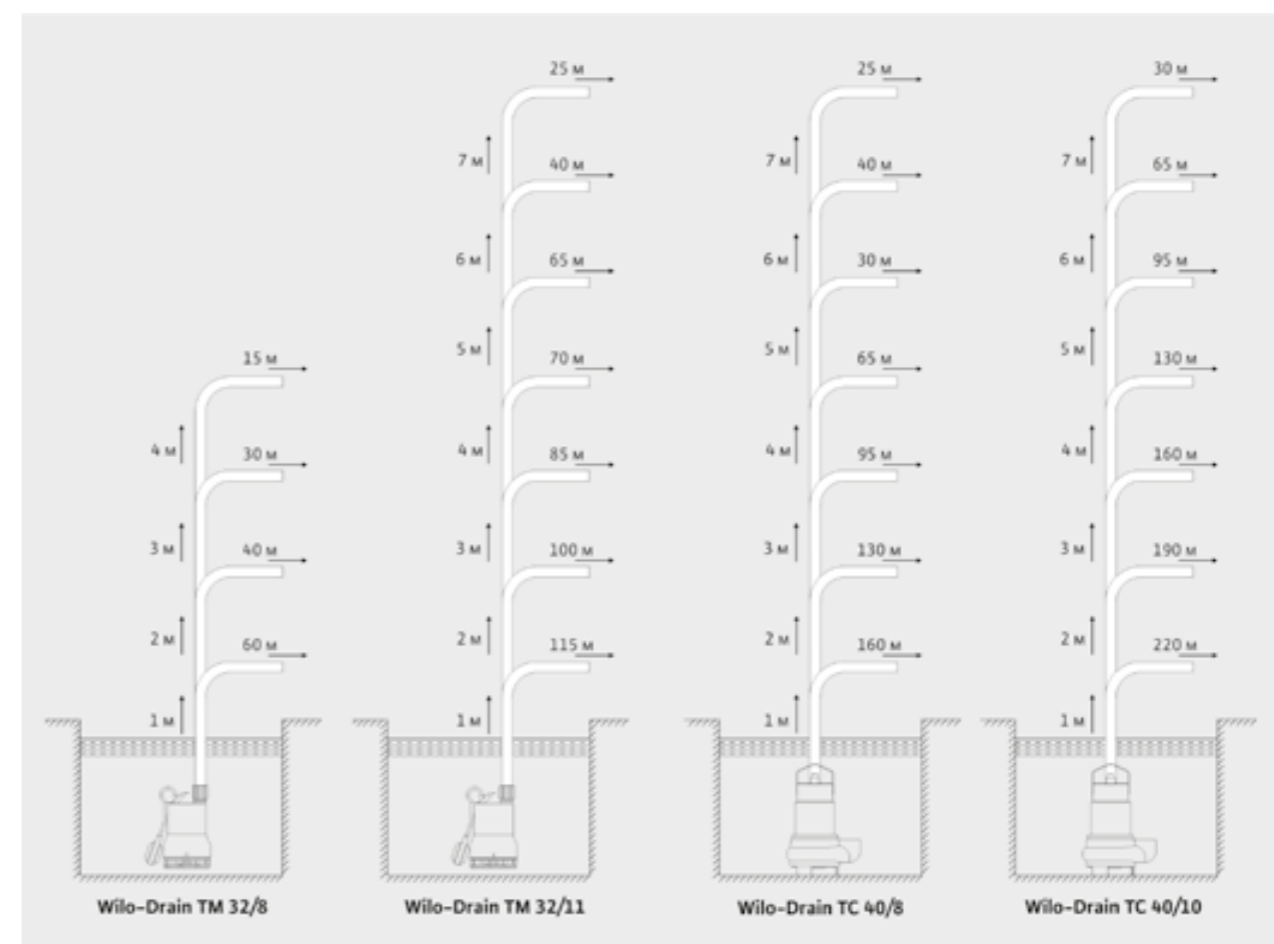 25 м 25 м 30 м
7 м 7 м 7 м
40 м 40 м 65 м
6 м 6 м 6 м
65 м 30 м 95 м
5 м 5 м 5 м
15 м 70 м 65 м 130 м
4 м 4 м 4 м 4 м
30 м 85 м 95 м 160 м
3 м 3 м 3 м 3 м
40 м 100 м 130 м 190 м
2 м 2 м 2 м 2 м
60 м 115 м 160 м 220 м
1 м 1 м 1 м 1 м
Wilo-Drain TM 32/8 Wilo-Drain TM 32/11 Wilo-Drain TC 40/8 Wilo-Drain TC 40/10